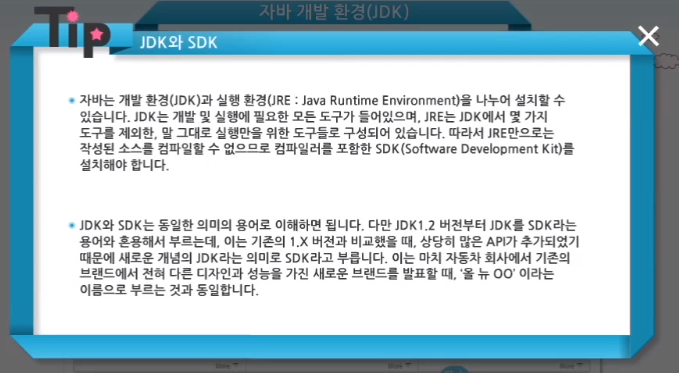 자바 개발 환경(JDK)
Tip
JDK와 SDK
자바는 개발 환경(JDK)과 실행 환경(JRE : Java Runtime Environment)을 나누어 설치할 수
있습니다. JDK는 개발 및 실행에 필요한 모든 도구가 들어있으며, JRE는 JDK에서 몇 가지
도구를 제외한, 말 그대로 실행만을 위한 도구들로 구성되어 있습니다. 따라서 JRE만으로는
작성된 소스를 컴파일할 수 없으므로 컴파일러를 포함한 SDK(Software Development Kit)를
설치해야 합니다.
JDK와 SDK는 동일한 의미의 용어로 이해하면 됩니다. 다만 JDK1.2 버전부터 JDK를 SDK라는
용어와 혼용해서 부르는데, 이는 기존의 1.X 버전과 비교했을 때, 상당히 많은 API가 추가되었기
때문에 새로운 개념의 JDK라는 의미로 SDK라고 부릅니다. 이는 마치 자동차 회사에서 기존의
브랜드에서 전혀 다른 디자인과 성능을 가진 새로운 브랜드를 발표할 때, '올 뉴 OO' 이라는
이름으로 부르는 것과 동일합니다.